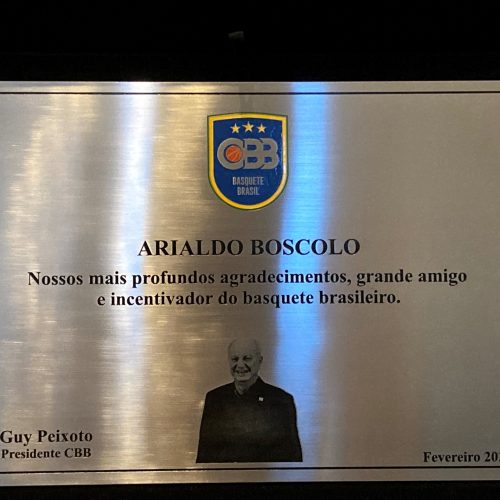 CBB
BASQUETE
BRASIL
ARIALDO BOSCOLO
Nossos mais profundos agradecimentos, grande amigo
e incentivador do basquete brasileiro.
Guy Peixoto
Presidente CBB
Fevereiro